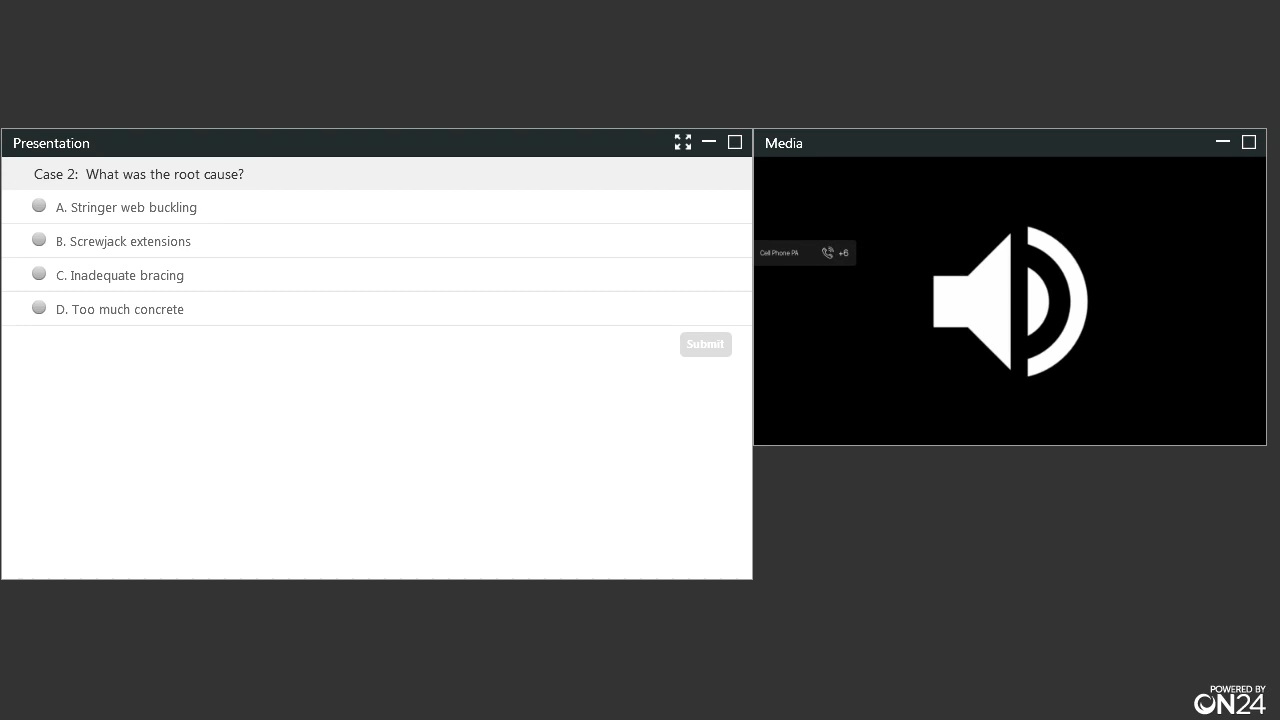 Presentation
Case 2: What was the root cause?
A. Stringer web buckling
B. Screwjack extensions
C. Inadequate bracing
D. Too much concrete
Submit
Media
Cell Phone PA +6
POWERED BY
ON24